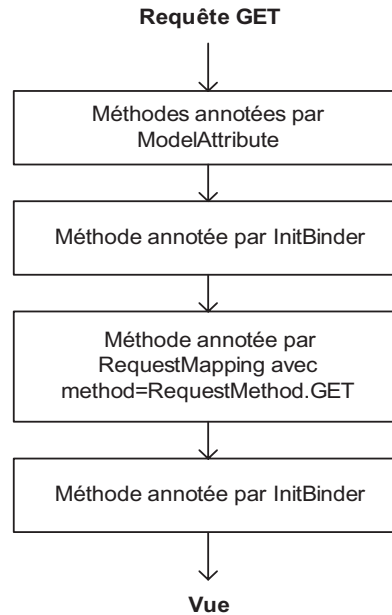 Requête GET
Méthodes annotées par
ModelAttribute
Méthode annotée par InitBinder
Méthode annotée par
RequestMapping avec
method=RequestMethod.GET
Méthode annotée par InitBinder
Vue